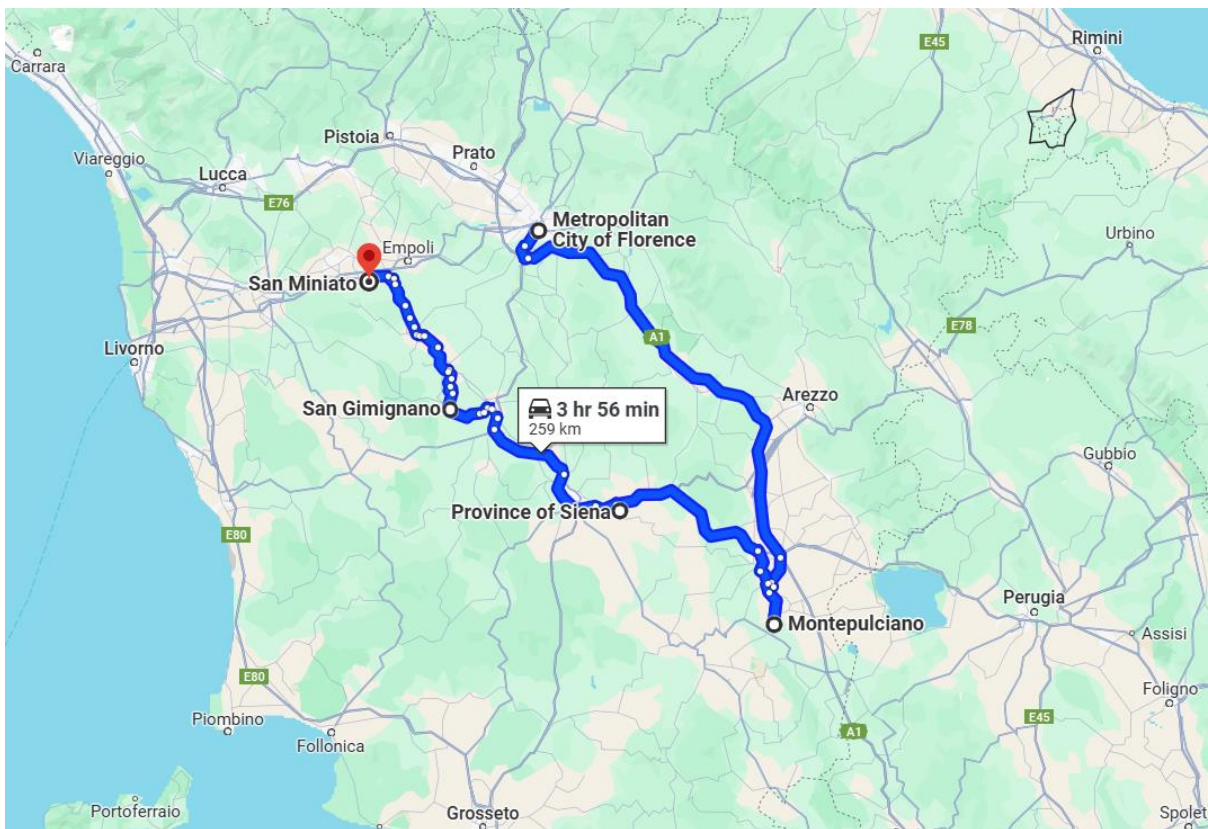 Rimini
E45
Carrara
Pistoia
Prato
Viareggio
Lucca
E76
Metropolitan
City of Florence
Urbino
Empoli
San Miniato
E78
A1
Livorno
Arezzo
San Gimignano
3 hr 56 min
259 km
Gubbio
Province of Siena
E80
Perugia
Montepulciano
Assisi
E80
Foligno
Piombino
E45
Follonica
A1
Portoferraio
Grosseto
Spolet